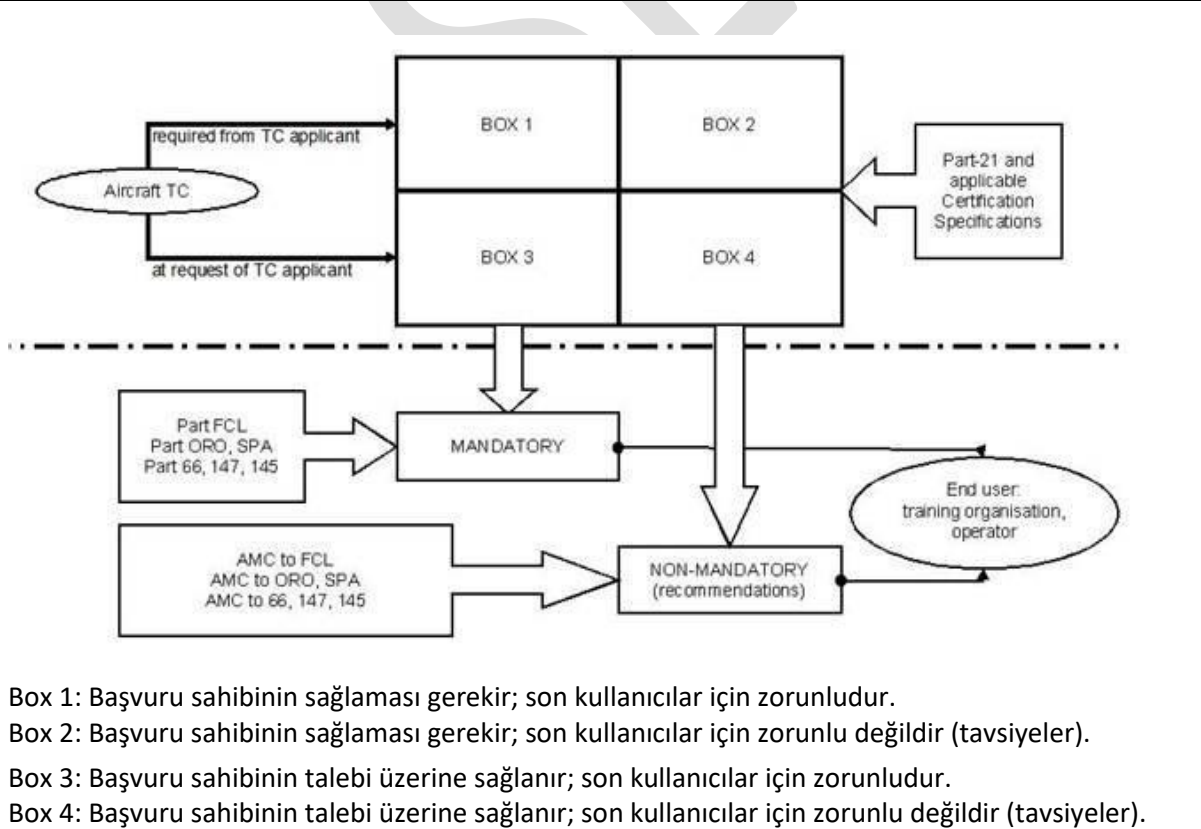 BOX 1
BOX 2
required from TC applicant
Aircraft TC
Part-21 and
applicable
Certification
Specifications
BOX 3
BOX 4
at request of TC applicant
Part FCL
Part ORO, SPA
Part 66, 147, 145
MANDATORY
End user:
training organisation,
operator
AMC to FCL
AMC to ORO, SPA
AMC to 66, 147, 145
NON-MANDATORY
(recommendations)
Box 1: Başvuru sahibinin sağlaması gerekir; son kullanıcılar için zorunludur.
Box 2: Başvuru sahibinin sağlaması gerekir; son kullanıcılar için zorunlu değildir (tavsiyeler).
Box 3: Başvuru sahibinin talebi üzerine sağlanır; son kullanıcılar için zorunludur.
Box 4: Başvuru sahibinin talebi üzerine sağlanır; son kullanıcılar için zorunlu değildir (tavsiyeler).